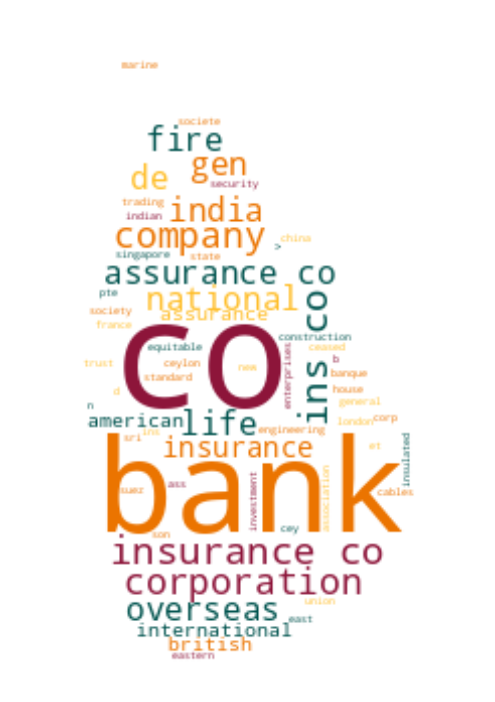 marine
societe
fire
gen
de
security
trading
indian
india
company
china
>
singapore
state
assurance co
pte
national
society
assurance
france
co
ins co
construction
equitable
ceased
enterprises
b
trust
ceylon
new
banque
standard
d
house
n
general
american
life
london
corp
engineering
sri
ins
insurance
et
insulated
bank
suez
ass
investment
association
cables
cey
son
insurance co
corporation
union
overseas
east
international
british
eastern